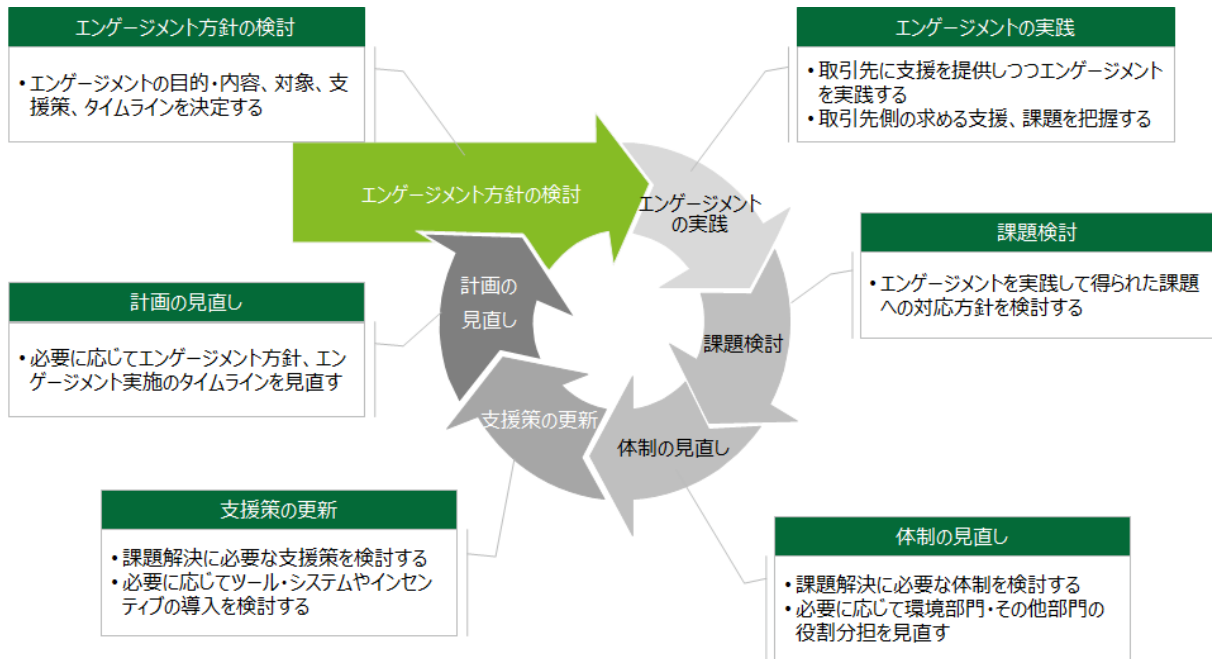 エンゲージメント方針の検討
• エンゲージメントの目的・内容、対象、支
援策、タイムラインを決定する
エンゲージメントの実践
• 取引先に支援を提供しつつエンゲージメント
を実践する
• 取引先側の求める支援、課題を把握する
エンゲージメント方針の検討
エンゲージメント
の実践
課題検討
• エンゲージメントを実践して得られた課題
への対応方針を検討する
計画の見直し
• 必要に応じてエンゲージメント方針、エン
ゲージメント実施のタイムラインを見直す
計画の
見直し
課題検討
支援策の更新
体制の見直し
支援策の更新
• 課題解決に必要な支援策を検討する
• 必要に応じてツール・システムやインセン
ティブの導入を検討する
体制の見直し
• 課題解決に必要な体制を検討する
• 必要に応じて環境部門・その他部門の
役割分担を見直す